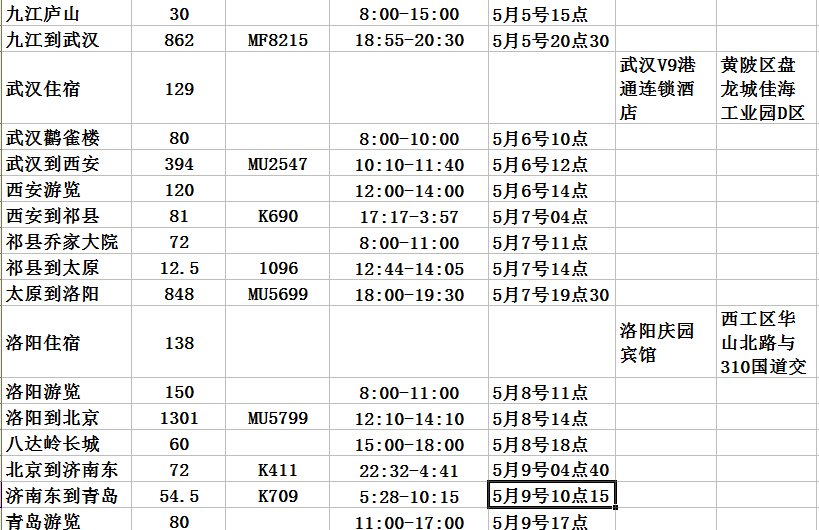 九江庐山 30 8:00-15:00 5月5号15点
九江到武汉 862 MF8215 18:55-20:30 5月5号20点30
武汉住宿 129 武汉V9港通连锁酒店 黄陂区盘龙城佳海工业园D区
武汉鹳雀楼 80 8:00-10:00 5月6号10点
武汉到西安 394 MU2547 10:10-11:40 5月6号12点
西安游览 120 12:00-14:00 5月6号14点
西安到祁县 81 K690 17:17-3:57 5月7号04点
祁县乔家大院 72 8:00-11:00 5月7号11点
祁县到太原 12.5 1096 12:44-14:05 5月7号14点
太原到洛阳 848 MU5699 18:00-19:30 5月7号19点30
洛阳住宿 138 洛阳庆园宾馆 西工区华山北路与310国道交
洛阳游览 150 8:00-11:00 5月8号11点
洛阳到北京 1301 MU5799 12:10-14:10 5月8号14点
八达岭长城 60 15:00-18:00 5月8号18点
北京到济南东 72 K411 22:32-4:41 5月9号04点40
济南东到青岛 54.5 K709 5:28-10:15 5月9号10点15
青岛游览 80 11:00-17:00 5月9号17点